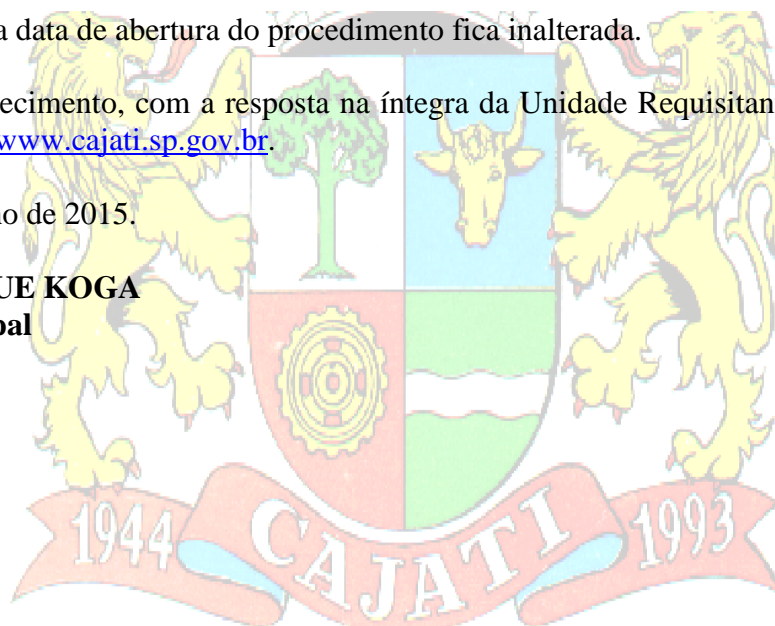 a data de abertura do procedimento fica inalterada.
ecimento, com a resposta na íntegra da Unidade Requisitan
www.cajati.sp.gov.br.
no de 2015.
UE KOGA
pal
1944 CAJATI 1993